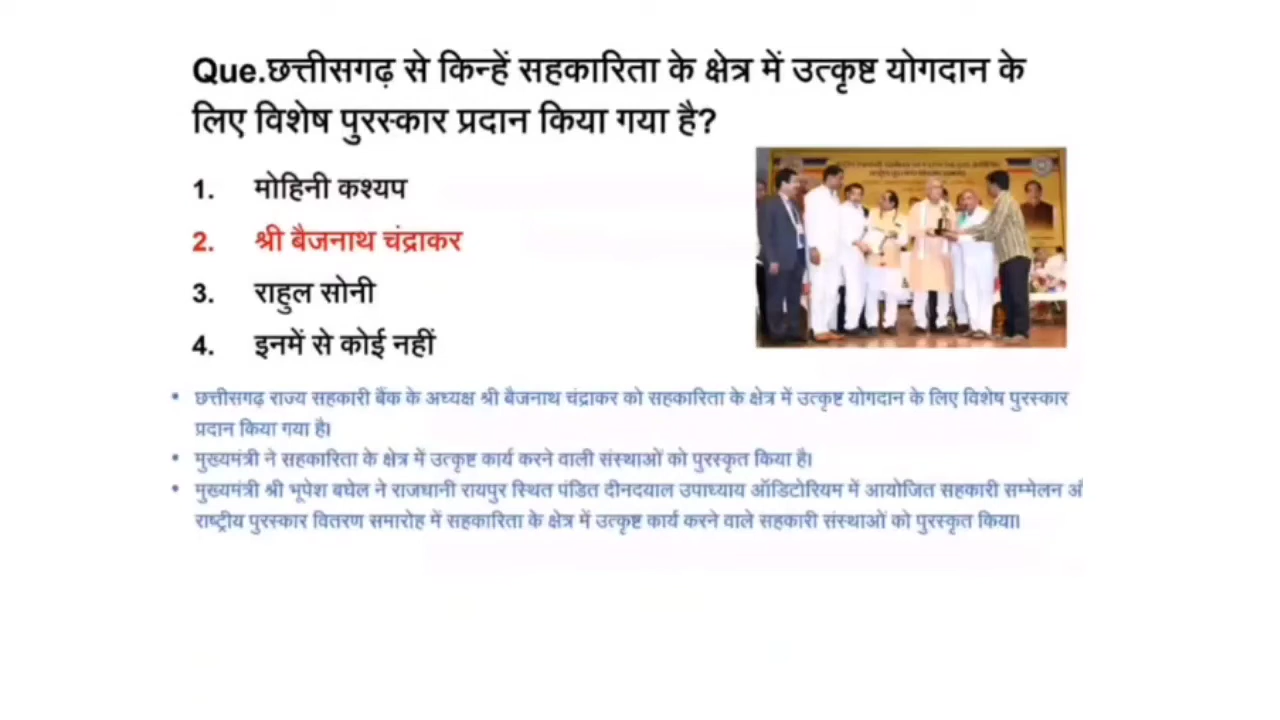 Que.छत्तीसगढ़ से किन्हें सहकारिता के क्षेत्र में उत्कृष्ट योगदान के
लिए विशेष पुरस्कार प्रदान किया गया है?
1. मोहिनी कश्यप
2. श्री बैजनाथ चंद्राकर
3. राहुल सोनी
4. इनमें से कोई नहीं
• छत्तीसगढ़ राज्य सहकारी बैंक के अध्यक्ष श्री बैजनाथ चंद्राकर को सहकारिता के क्षेत्र में उत्कृष्ट योगदान के लिए विशेष पुरस्कार
प्रदान किया गया है।
• मुख्यमंत्री ने सहकारिता के क्षेत्र में उत्कृष्ट कार्य करने वाली संस्थाओं को पुरस्कृत किया है।
• मुख्यमंत्री श्री भूपेश बघेल ने राजधानी रायपुर स्थित पंडित दीनदयाल उपाध्याय ऑडिटोरियम में आयोजित सहकारी सम्मेलन
राष्ट्रीय पुरस्कार वितरण समारोह में सहकारिता के क्षेत्र में उत्कृष्ट कार्य करने वाले सहकारी संस्थाओं को पुरस्कृत किया।